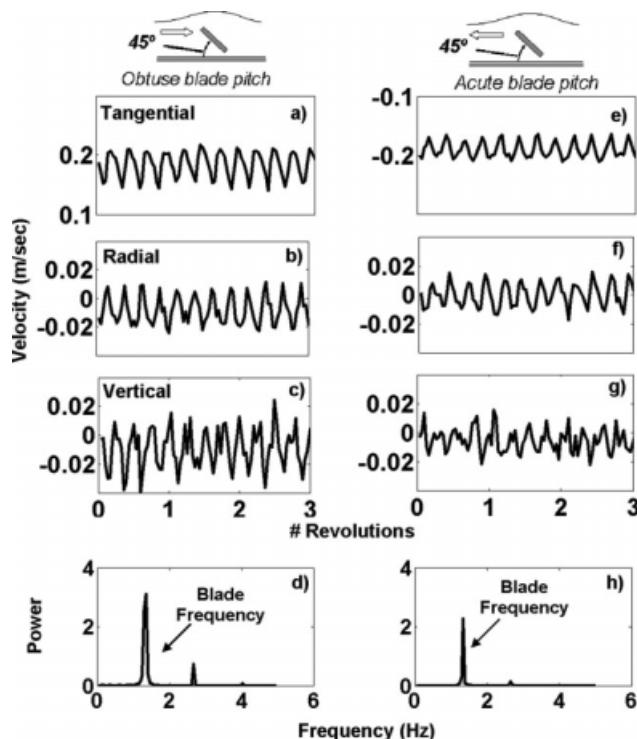 45º
Obtuse blade pitch
45º
Acute blade pitch
Tangential a)
0.2
0.1
e)
-0.1
-0.2
Velocity (m/sec)
Radial b)
0.02
0
-0.02
f)
0.02
0
-0.02
Vertical c)
0.02
0
-0.02
0 1 2 3
g)
0.02
0
-0.02
0 1 2 3
# Revolutions
Power
d)
4
2
0
Blade
Frequency
0 2 4 6
h)
4
2
0
Blade
Frequency
0 2 4 6
Frequency (Hz)